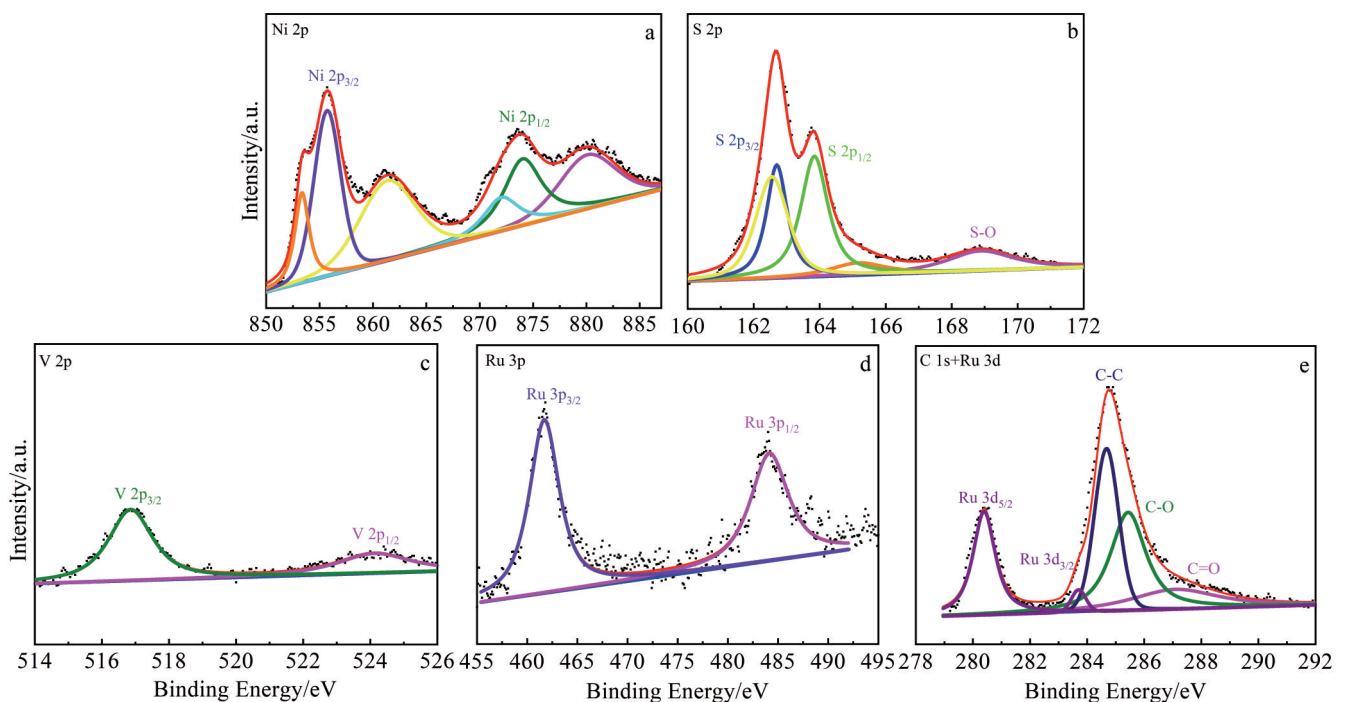 Ni 2p
a
Ni 2p3/2
Ni 2p1/2
Intensity/a.u.
850 855 860 865 870 875 880 885
S 2p
b
S 2p3/2
S 2p1/2
S-O
160 162 164 166 168 170 172
V 2p
c
V 2p3/2
V 2p1/2
Intensity/a.u.
514 516 518 520 522 524 526
Binding Energy/eV
Ru 3p
d
Ru 3p3/2
Ru 3p1/2
455 460 465 470 475 480 485 490 495
Binding Energy/eV
C 1s+Ru 3d
e
C-C
Ru 3d5/2
C-O
Ru 3d3/2
C=O
278 280 282 284 286 288 290 292
Binding Energy/eV